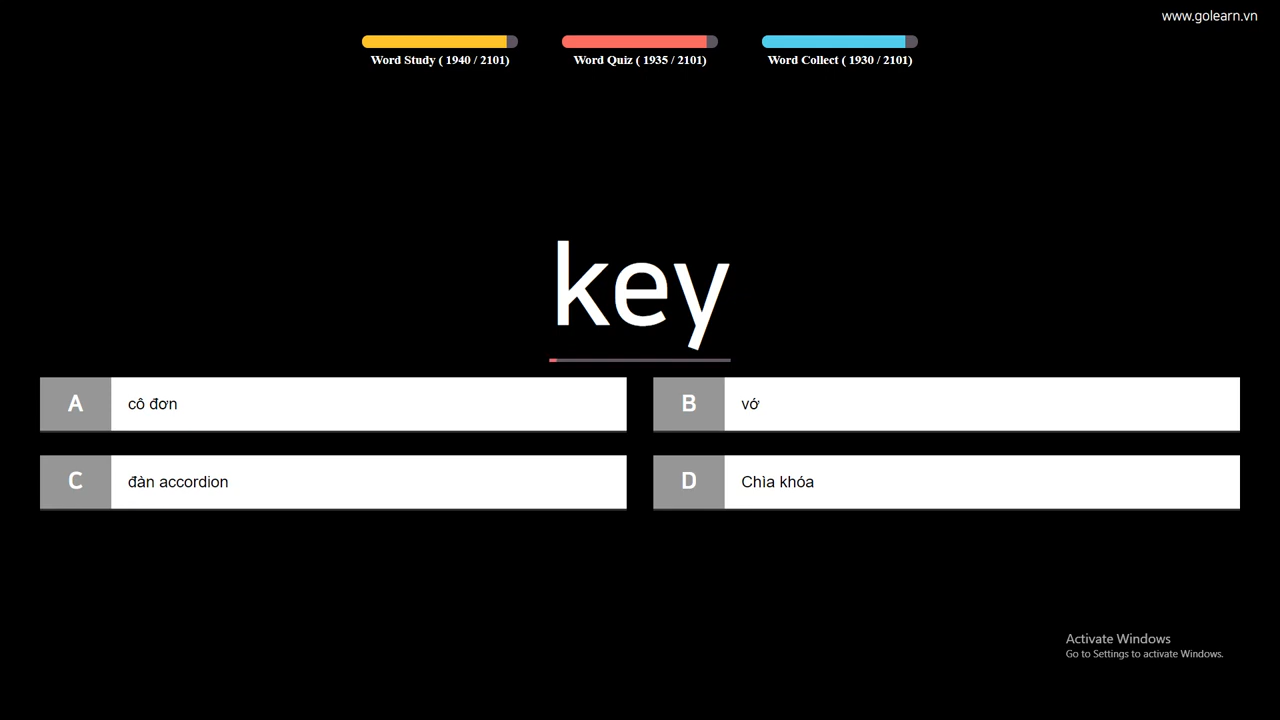 www.golearn.vn
Word Study ( 1940 / 2101)
Word Quiz ( 1935 / 2101)
Word Collect ( 1930 / 2101)
key
A cô đơn
B vớ
C đàn accordion
D Chìa khóa
Activate Windows
Go to Settings to activate Windows.